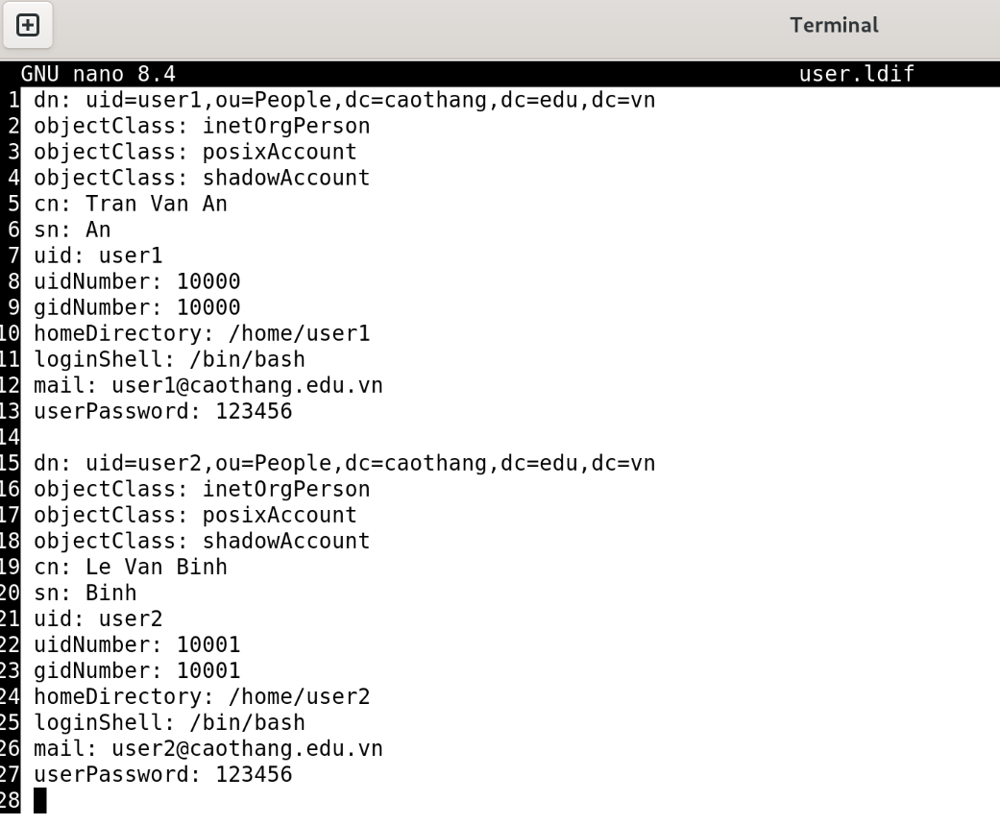 Terminal
GNU nano 8.4 user.ldif
1 dn: uid=user1,ou=People,dc=caothang,dc=edu,dc=vn
2 objectClass: inetOrgPerson
3 objectClass: posixAccount
4 objectClass: shadowAccount
5 cn: Tran Van An
6 sn: An
7 uid: user1
8 uidNumber: 10000
9 gidNumber: 10000
10 homeDirectory: /home/user1
11 loginShell: /bin/bash
12 mail: user1@caothang.edu.vn
13 userPassword: 123456
14
15 dn: uid=user2,ou=People,dc=caothang,dc=edu,dc=vn
16 objectClass: inetOrgPerson
17 objectClass: posixAccount
18 objectClass: shadowAccount
19 cn: Le Van Binh
20 sn: Binh
21 uid: user2
22 uidNumber: 10001
23 gidNumber: 10001
24 homeDirectory: /home/user2
25 loginShell: /bin/bash
26 mail: user2@caothang.edu.vn
27 userPassword: 123456
28